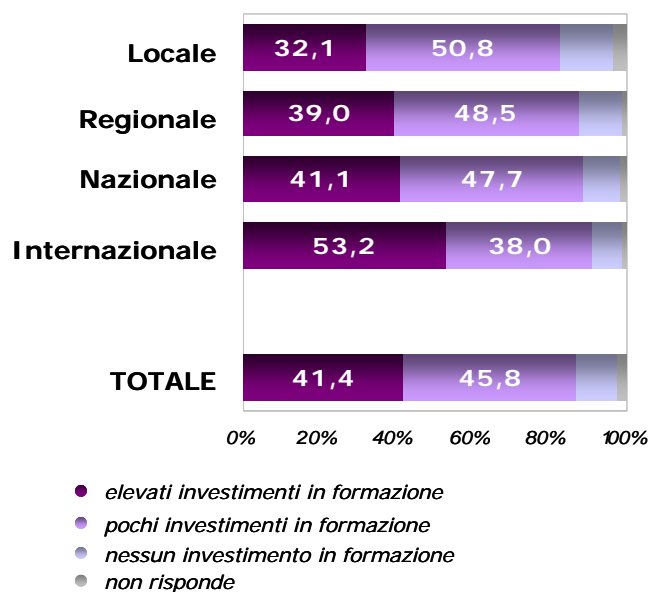 Locale 32,1 50,8
Regionale 39,0 48,5
Nazionale 41,1 47,7
Internazionale 53,2 38,0
TOTALE 41,4 45,8
0% 20% 40% 60% 80% 100%
elevati investimenti in formazione
pochi investimenti in formazione
nessun investimento in formazione
non risponde